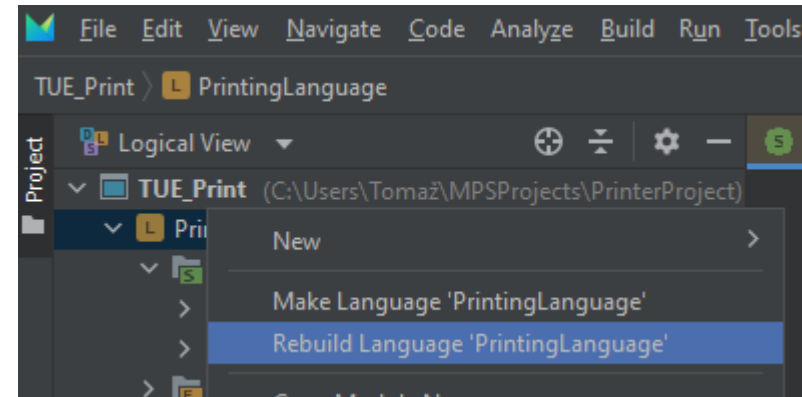 File Edit View Navigate Code Analyze Build Run Tools
TUE_Print 〉 L PrintingLanguage
Project
Logical View
S
TUE_Print (C:\Users\Tomaž\MPSProjects\PrinterProject)
L Prin
New
S
Make Language 'PrintingLanguage'
Rebuild Language 'PrintingLanguage'